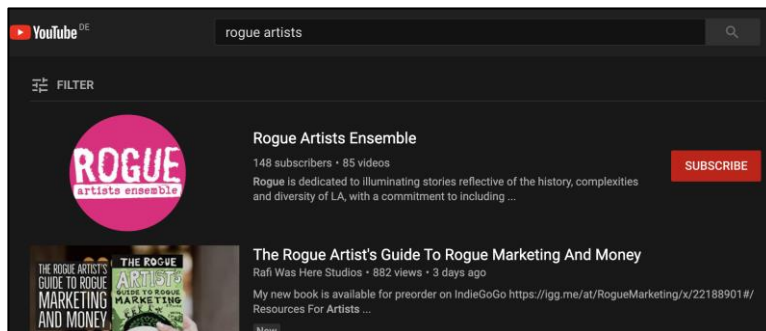 YouTube DE
rogue artists
FILTER
ROGUE
artists ensemble
Rogue Artists Ensemble
148 subscribers • 85 videos
Rogue is dedicated to illuminating stories reflective of the history, complexities
and diversity of LA, with a commitment to including ...
SUBSCRIBE
THE ROGUE ARTIST'S
GUIDE TO ROGUE
MARKETING
AND MONEY
THE ROGUE
ARTIST'S
GUIDE TO ROGUE
MARKETING
The Rogue Artist's Guide To Rogue Marketing And Money
Rafi Was Here Studios • 882 views • 3 days ago
My new book is available for preorder on IndieGoGo https://igg.me/at/RogueMarketing/x/22188901#/
Resources For Artists ...
New